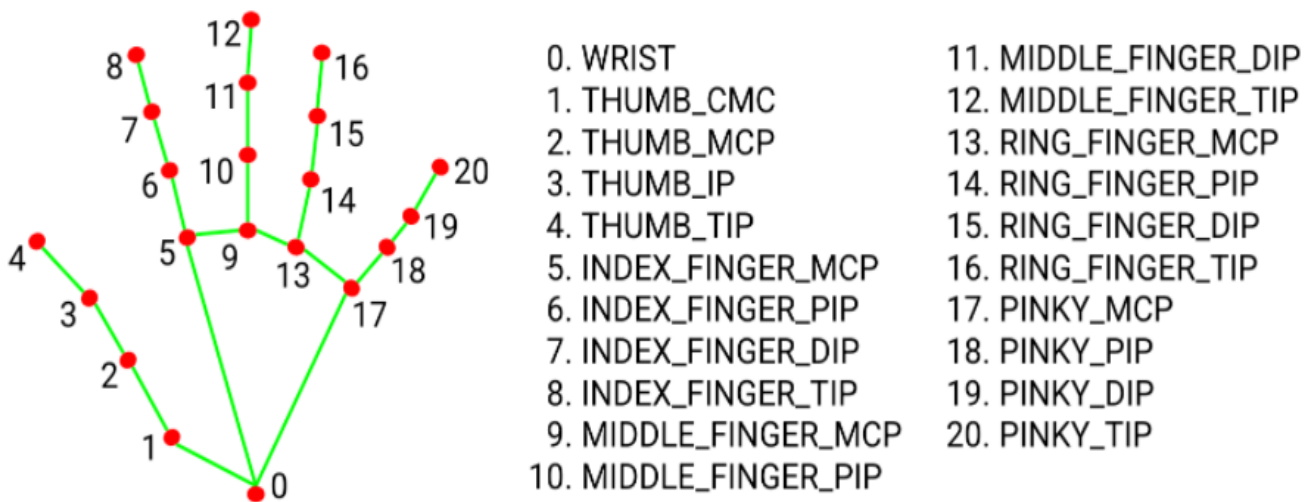 12
8
16
11
7
15
10
6
20
14
19
4
5
9
18
13
3
17
2
1
0
0. WRIST
1. THUMB_CMC
2. THUMB_MCP
3. THUMB_IP
4. THUMB_TIP
5. INDEX_FINGER_MCP
6. INDEX_FINGER_PIP
7. INDEX_FINGER_DIP
8. INDEX_FINGER_TIP
9. MIDDLE_FINGER_MCP
10. MIDDLE_FINGER_PIP
11. MIDDLE_FINGER_DIP
12. MIDDLE_FINGER_TIP
13. RING_FINGER_MCP
14. RING_FINGER_PIP
15. RING_FINGER_DIP
16. RING_FINGER_TIP
17. PINKY_MCP
18. PINKY_PIP
19. PINKY_DIP
20. PINKY_TIP